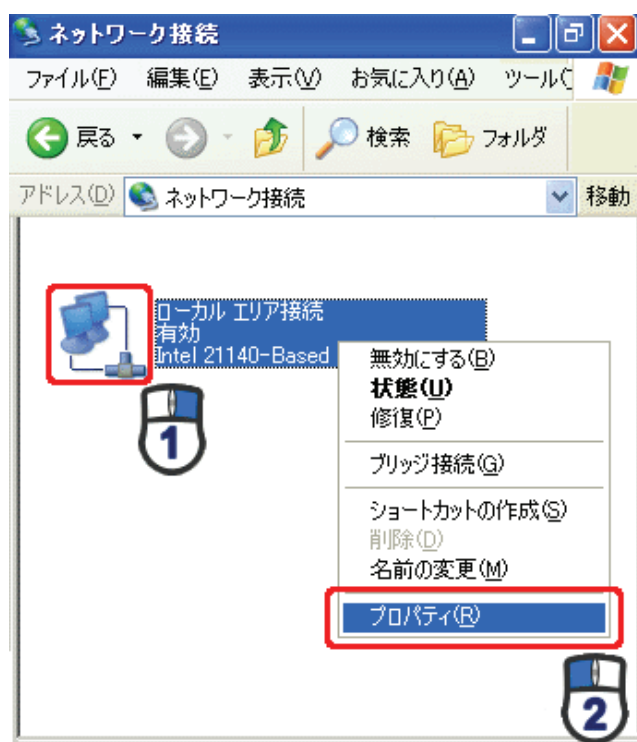 ネットワーク接続
ファイル(F) 編集(E) 表示(V) お気に入り(A) ツール(
戻る 検索 フォルダ
アドレス(D) ネットワーク接続 移動
ローカル エリア接続
有効
Intel 21140-Based
無効にする(B)
状態(U)
修復(P)
ブリッジ接続(G)
ショートカットの作成(S)
削除(D)
名前の変更(M)
プロパティ(R)
1
2